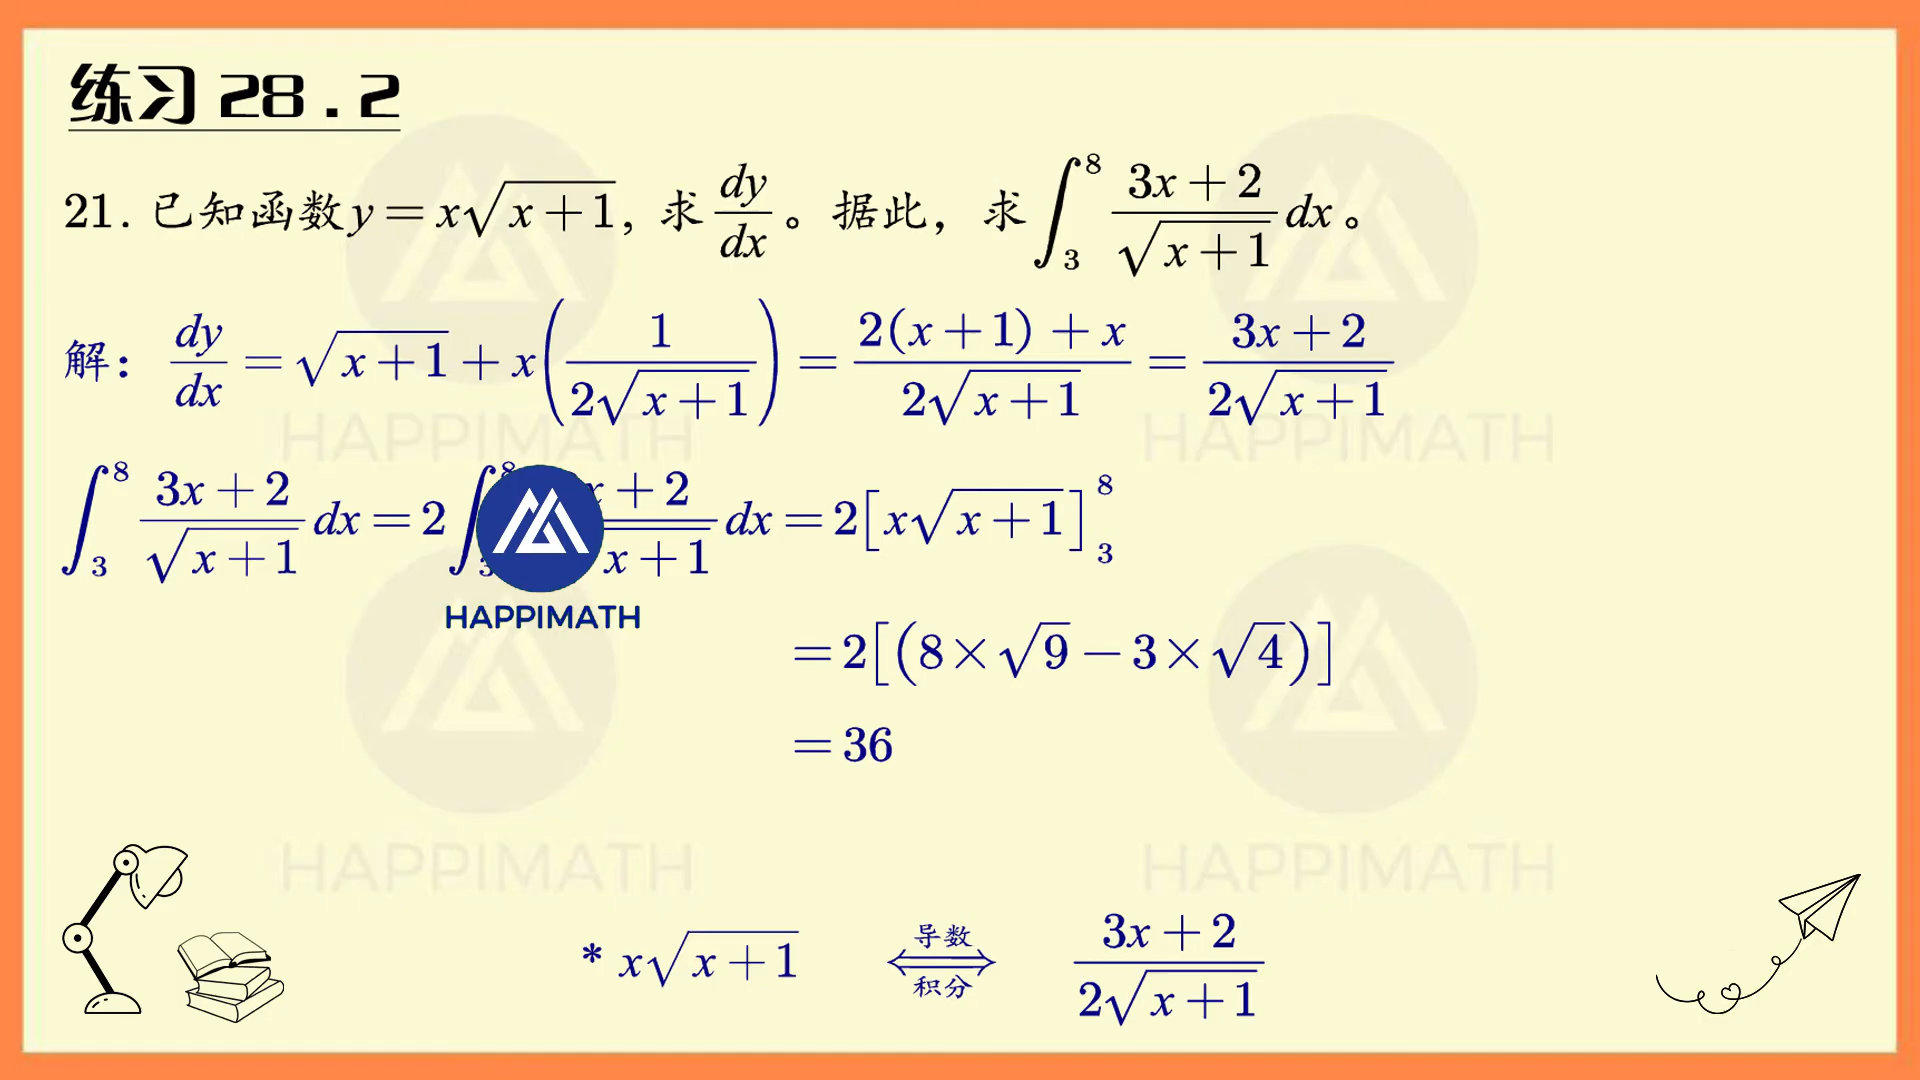 练习 28.2
21. 已知函数 y = x√(x+1), 求 dy/dx 。据此，求 ∫₃⁸ (3x+2)/√(x+1) dx 。
解： dy/dx = √(x+1) + x(1/(2√(x+1))) = (2(x+1)+x)/(2√(x+1)) = (3x+2)/(2√(x+1))
∫₃⁸ (3x+2)/√(x+1) dx = 2∫₃⁸ x+2 / x+1 dx = 2[x√(x+1)]₃⁸
HAPPIMATH
= 2[(8×√9 − 3×√4)]
= 36
* x√(x+1) 导数 ⟺ 积分 (3x+2)/(2√(x+1))
HAPPIMATH HAPPIMATH
HAPPIMATH HAPPIMATH